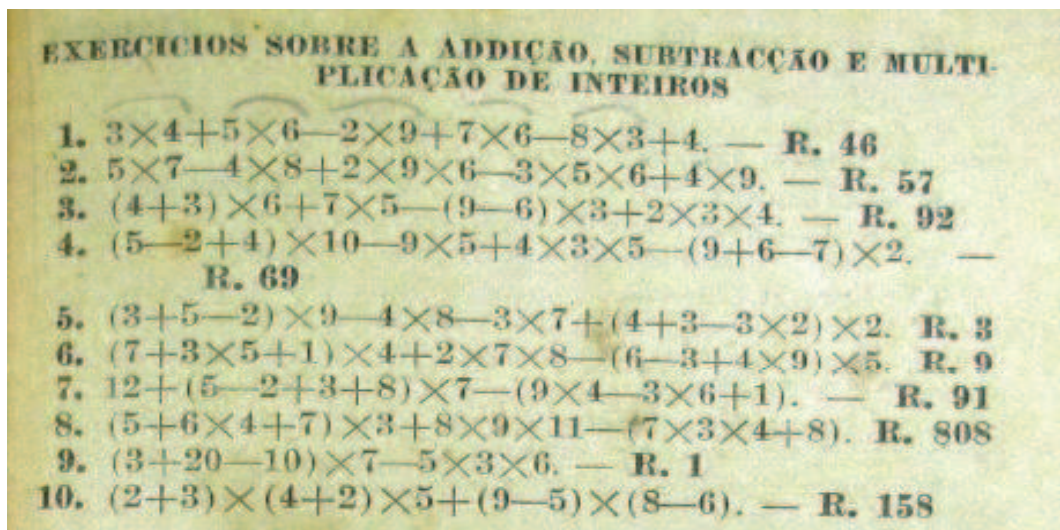 EXERCICIOS SOBRE A ADDIÇÃO, SUBTRACÇÃO E MULTI-
PLICAÇÃO DE INTEIROS
1. 3×4+5×6—2×9+7×6—8×3+4. — R. 46
2. 5×7—4×8+2×9×6—3×5×6+4×9. — R. 57
3. (4+3)×6+7×5—(9—6)×3+2×3×4. — R. 92
4. (5—2+4)×10—9×5+4×3×5—(9+6—7)×2. —
R. 69
5. (3+5—2)×9—4×8—3×7+(4+3—3×2)×2. R. 3
6. (7+3×5+1)×4+2×7×8—(6—3+4×9)×5. R. 9
7. 12+(5—2+3+8)×7—(9×4—3×6+1). — R. 91
8. (5+6×4+7)×3+8×9×11—(7×3×4+8). R. 808
9. (3+20—10)×7—5×3×6. — R. 1
10. (2+3)×(4+2)×5+(9—5)×(8—6). — R. 158